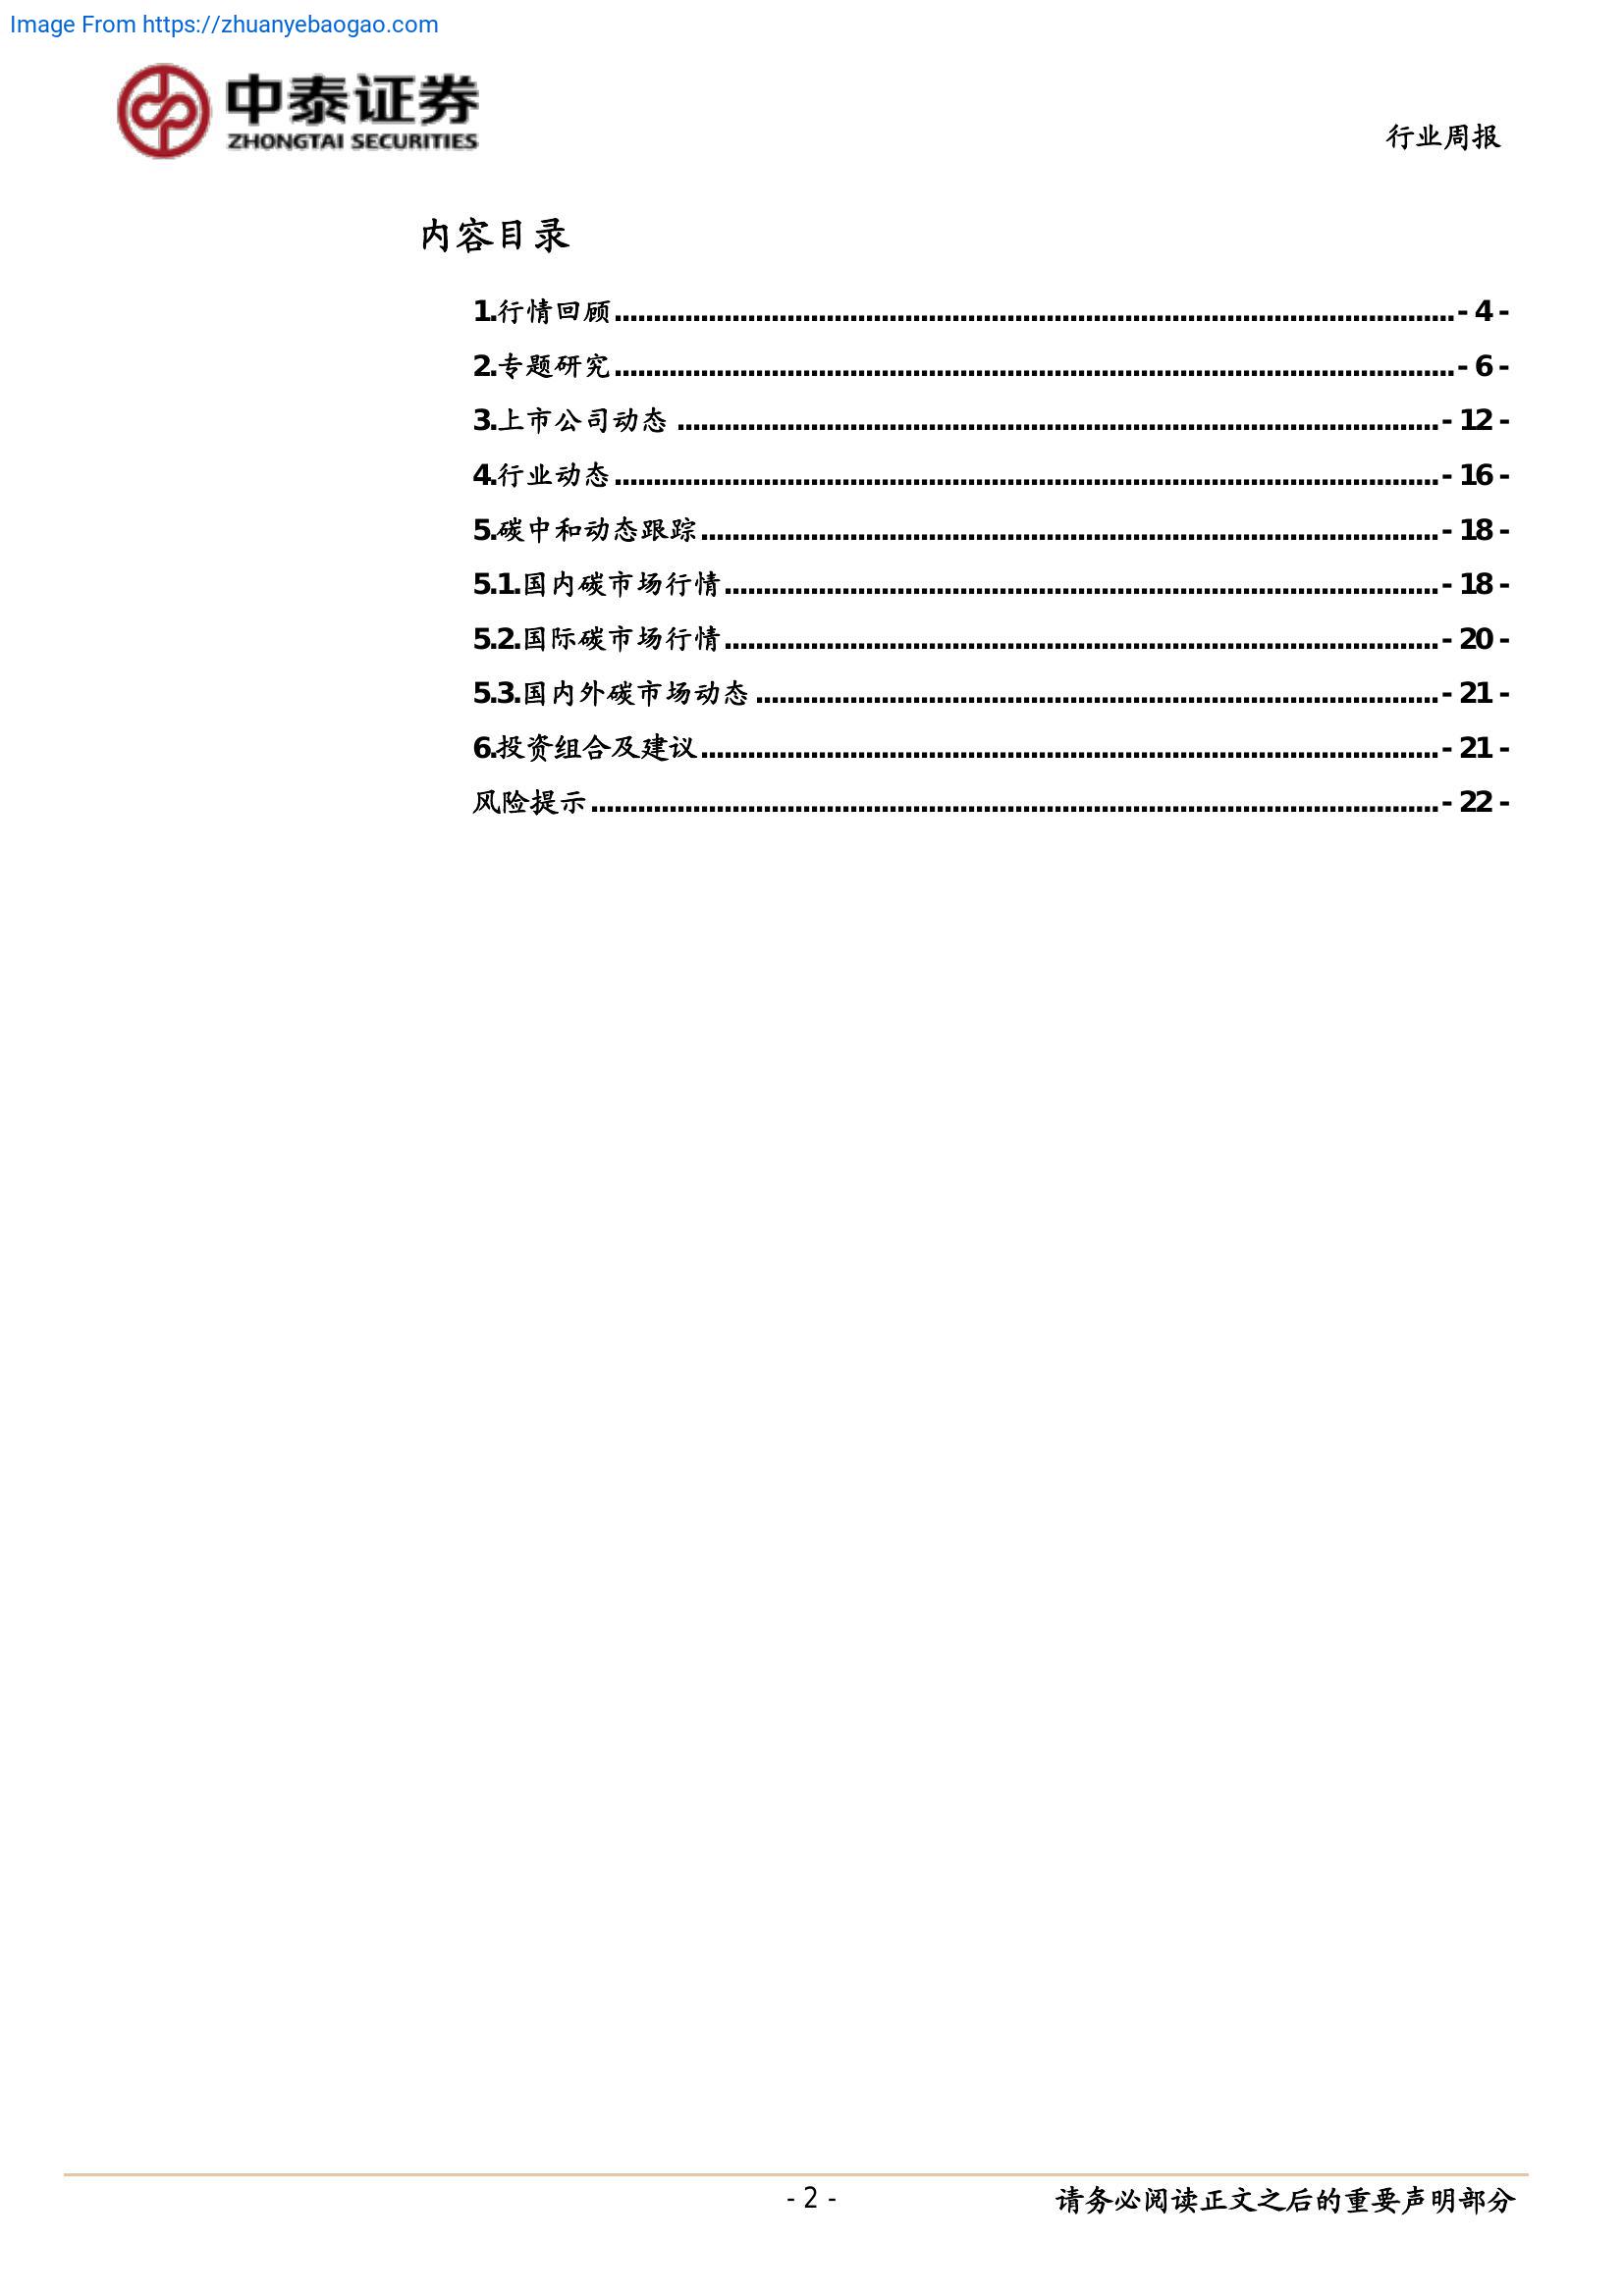 Image From https://zhuanyebaogao.com
中泰证券
ZHONGTAI SECURITIES
行业周报
内容目录
1.行情回顾 - 4 -
2.专题研究 - 6 -
3.上市公司动态 - 12 -
4.行业动态 - 16 -
5.碳中和动态跟踪 - 18 -
5.1.国内碳市场行情 - 18 -
5.2.国际碳市场行情 - 20 -
5.3.国内外碳市场动态 - 21 -
6.投资组合及建议 - 21 -
风险提示 - 22 -
- 2 -
请务必阅读正文之后的重要声明部分